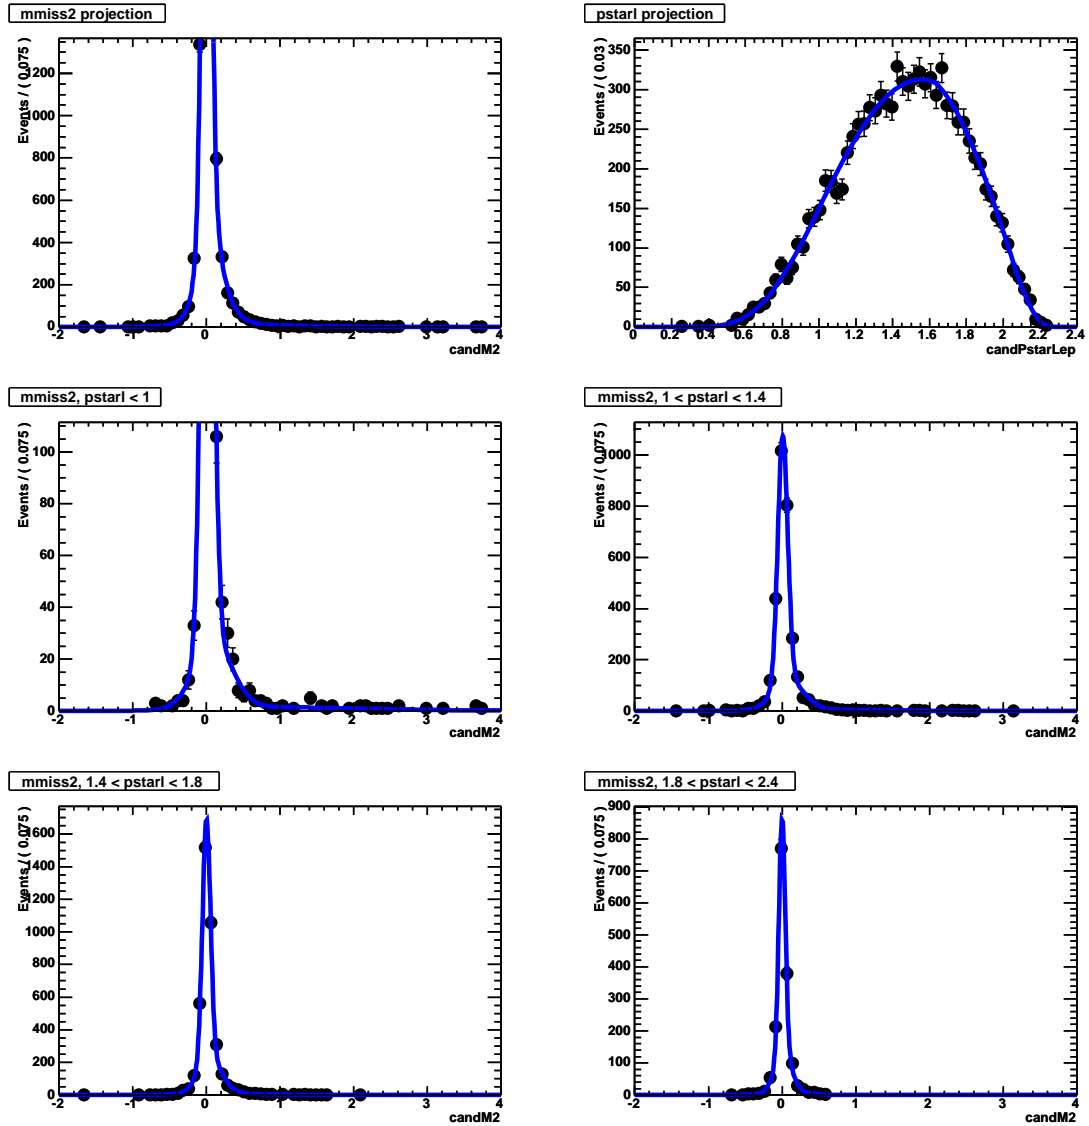 mmiss2 projection
Events / ( 0.075 )
1200
1000
800
600
400
200
0
-2 -1 0 1 2 3 4
candM2
pstarl projection
Events / ( 0.03 )
350
300
250
200
150
100
50
0
0 0.2 0.4 0.6 0.8 1 1.2 1.4 1.6 1.8 2 2.2 2.4
candPstarLep
mmiss2, pstarl < 1
Events / ( 0.075 )
100
80
60
40
20
0
-2 -1 0 1 2 3 4
candM2
mmiss2, 1 < pstarl < 1.4
Events / ( 0.075 )
1000
800
600
400
200
0
-2 -1 0 1 2 3 4
candM2
mmiss2, 1.4 < pstarl < 1.8
Events / ( 0.075 )
1600
1400
1200
1000
800
600
400
200
0
-2 -1 0 1 2 3 4
candM2
mmiss2, 1.8 < pstarl < 2.4
Events / ( 0.075 )
900
800
700
600
500
400
300
200
100
0
-2 -1 0 1 2 3 4
candM2